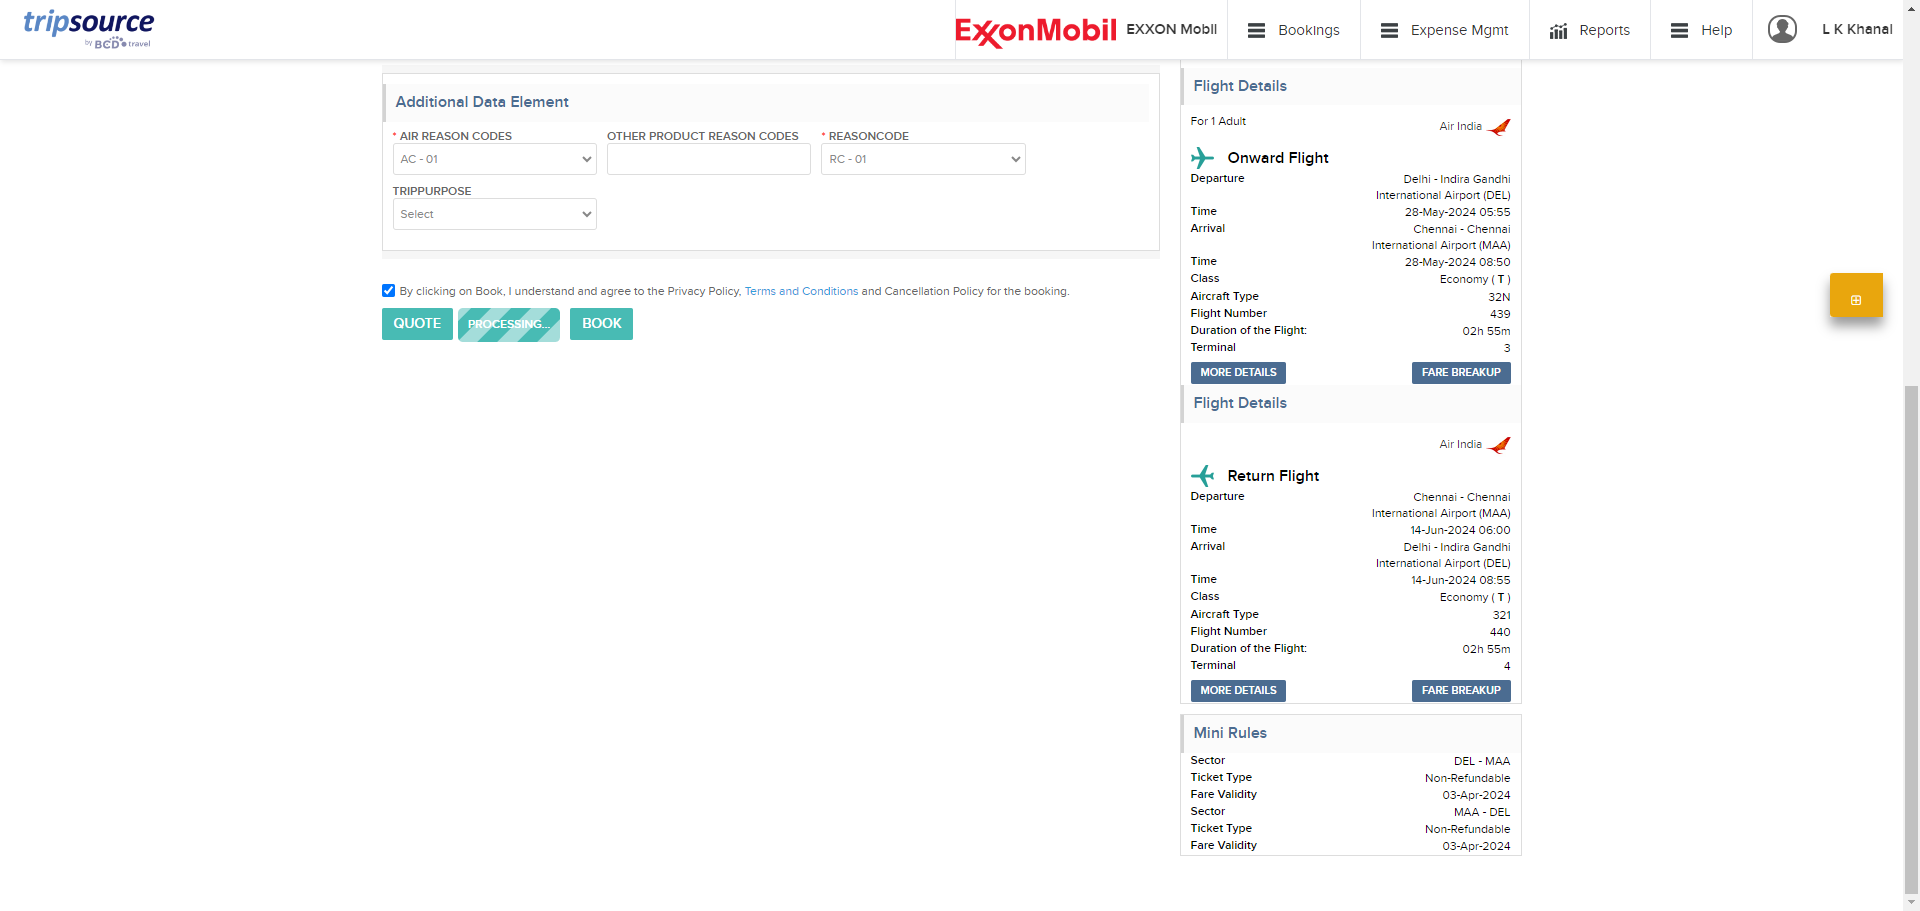 tripsource
by BCD travel
ExxonMobil EXXON Mobil
Bookings
Expense Mgmt
Reports
Help
L K Khanal
Additional Data Element
* AIR REASON CODES
AC - 01
OTHER PRODUCT REASON CODES
* REASONCODE
RC - 01
TRIPPURPOSE
Select
By clicking on Book, I understand and agree to the Privacy Policy, Terms and Conditions and Cancellation Policy for the booking.
QUOTE
PROCESSING...
BOOK
Flight Details
For 1 Adult
Air India
Onward Flight
Departure Delhi - Indira Gandhi
International Airport (DEL)
Time 28-May-2024 05:55
Arrival Chennai - Chennai
International Airport (MAA)
Time 28-May-2024 08:50
Class Economy ( T )
Aircraft Type 32N
Flight Number 439
Duration of the Flight: 02h 55m
Terminal 3
MORE DETAILS FARE BREAKUP
Flight Details
Air India
Return Flight
Departure Chennai - Chennai
International Airport (MAA)
Time 14-Jun-2024 06:00
Arrival Delhi - Indira Gandhi
International Airport (DEL)
Time 14-Jun-2024 08:55
Class Economy ( T )
Aircraft Type 321
Flight Number 440
Duration of the Flight: 02h 55m
Terminal 4
MORE DETAILS FARE BREAKUP
Mini Rules
Sector DEL - MAA
Ticket Type Non-Refundable
Fare Validity 03-Apr-2024
Sector MAA - DEL
Ticket Type Non-Refundable
Fare Validity 03-Apr-2024